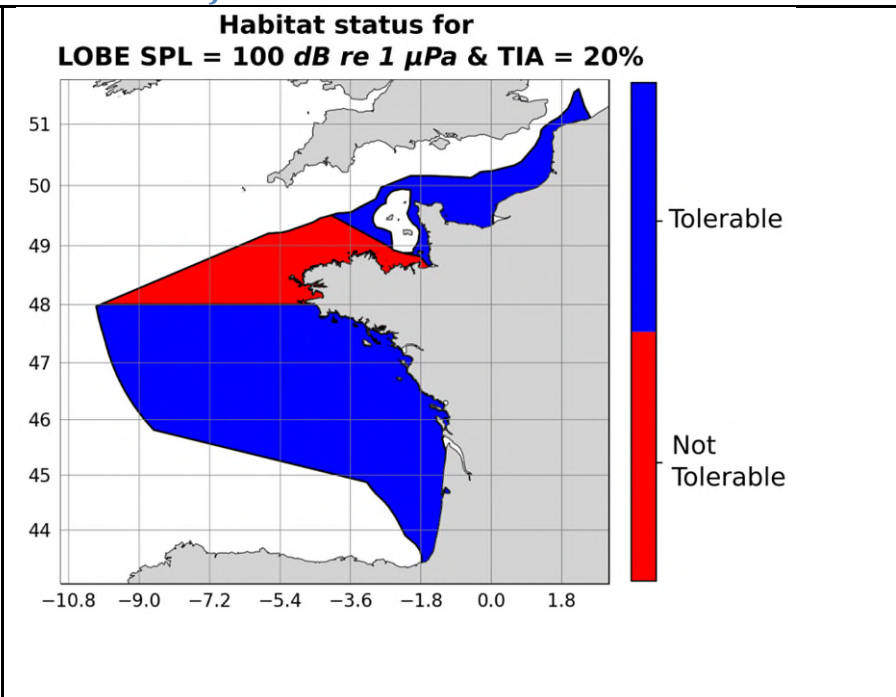 Habitat status for
LOBE SPL = 100 dB re 1 μPa & TIA = 20%
51
50
49
48
47
46
45
44
−10.8 −9.0 −7.2 −5.4 −3.6 −1.8 0.0 1.8
Tolerable
Not
Tolerable